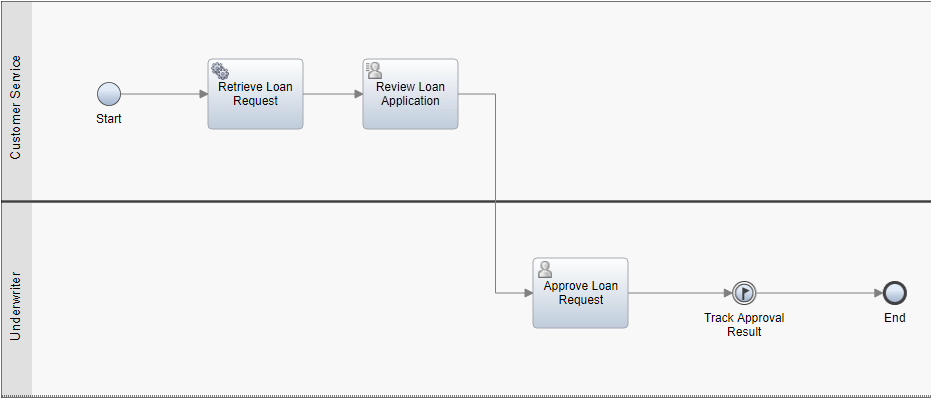 Customer Service
Start
Retrieve Loan
Request
Review Loan
Application
Underwriter
Approve Loan
Request
Track Approval
Result
End